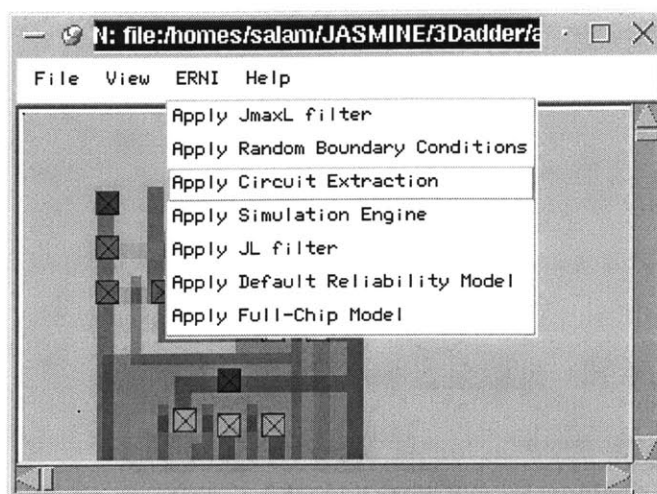 N: file:/homes/salam/JASMINE/3Dadder/a
File View ERNI Help
Apply JmaxL filter
Apply Random Boundary Conditions
Apply Circuit Extraction
Apply Simulation Engine
Apply JL filter
Apply Default Reliability Model
Apply Full-Chip Model